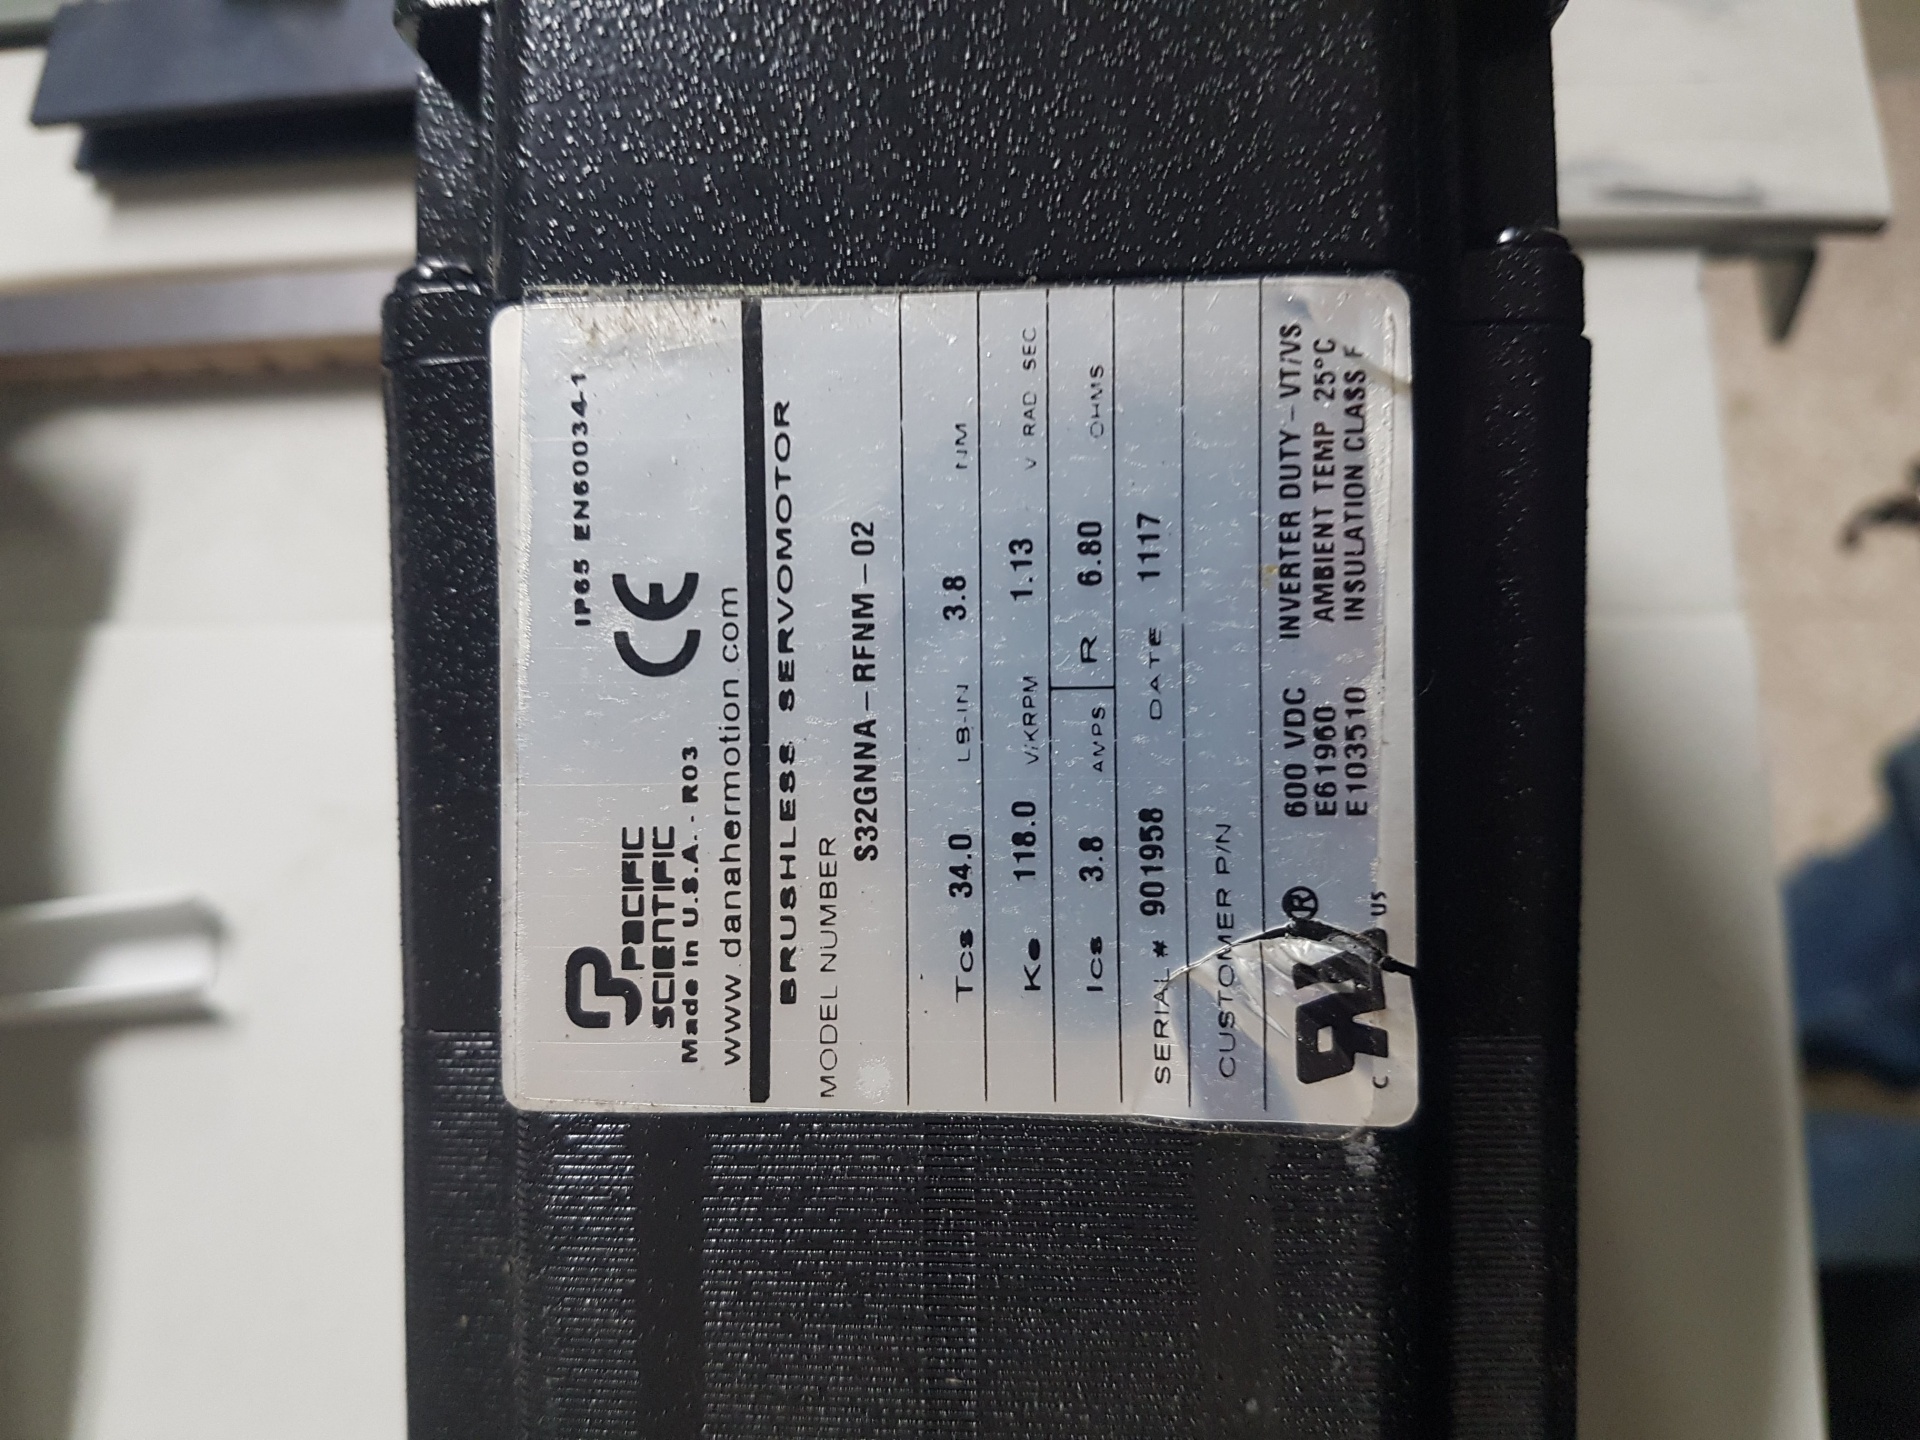 PACIFIC
SCIENTIFIC
Made in U.S.A. - R03
IP65 EN60034-1
CE
www.danahermotion.com
BRUSHLESS SERVOMOTOR
MODEL NUMBER
S32GNNA-RFNM-02
Tcs 34.0 LB-IN 3.8 NM
Ke 118.0 V/KRPM 1.13 V RAD SEC
Ics 3.8 AMPS R 6.80 OHMS
SERIAL # 901958 DATE 1117
CUSTOMER P/N
C US ®
600 VDC INVERTER DUTY - VT/VS
E61960 AMBIENT TEMP 25°C
E103510 INSULATION CLASS F